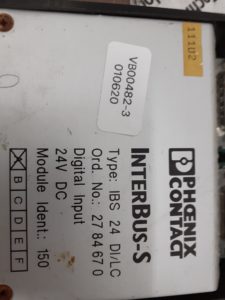 11102
PHŒNIX
CONTACT
INTERBUS-S
Type: IBS 24 DI/LC
Ord. No.: 27 84 67 0
Digital Input
24V DC
B C D E F
Module Ident.: 150
VB00482-3
010620